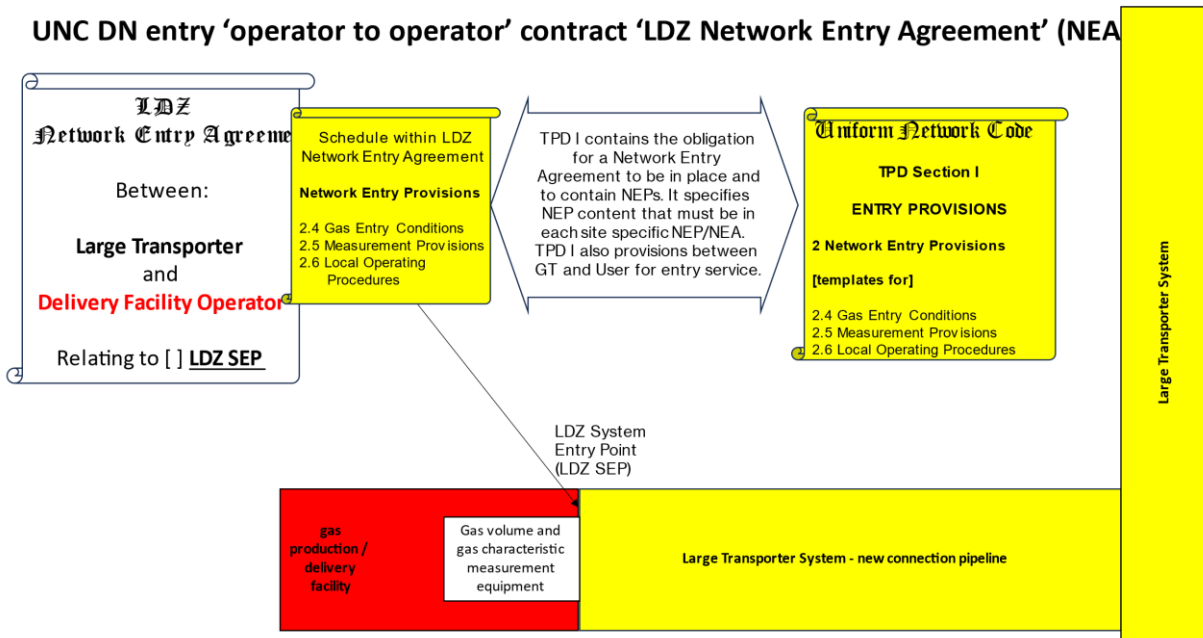 UNC DN entry ‘operator to operator’ contract ‘LDZ Network Entry Agreement’ (NEA
LDZ
Network Entry Agreeme
Between:
Large Transporter
and
Delivery Facility Operator
Relating to [ ] LDZ SEP
Schedule within LDZ
Network Entry Agreement
Network Entry Provisions
2.4 Gas Entry Conditions
2.5 Measurement Provisions
2.6 Local Operating
Procedures
TPD I contains the obligation
for a Network Entry
Agreement to be in place and
to contain NEPs. It specifies
NEP content that must be in
each site specific NEP/NEA.
TPD I also provisions between
GT and User for entry service.
Uniform Network Code
TPD Section I
ENTRY PROVISIONS
2 Network Entry Provisions
[templates for]
2.4 Gas Entry Conditions
2.5 Measurement Provisions
2.6 Local Operating Procedures
Large Transporter System
LDZ System
Entry Point
(LDZ SEP)
gas
production /
delivery
facility
Gas volume and
gas characteristic
measurement
equipment
Large Transporter System - new connection pipeline